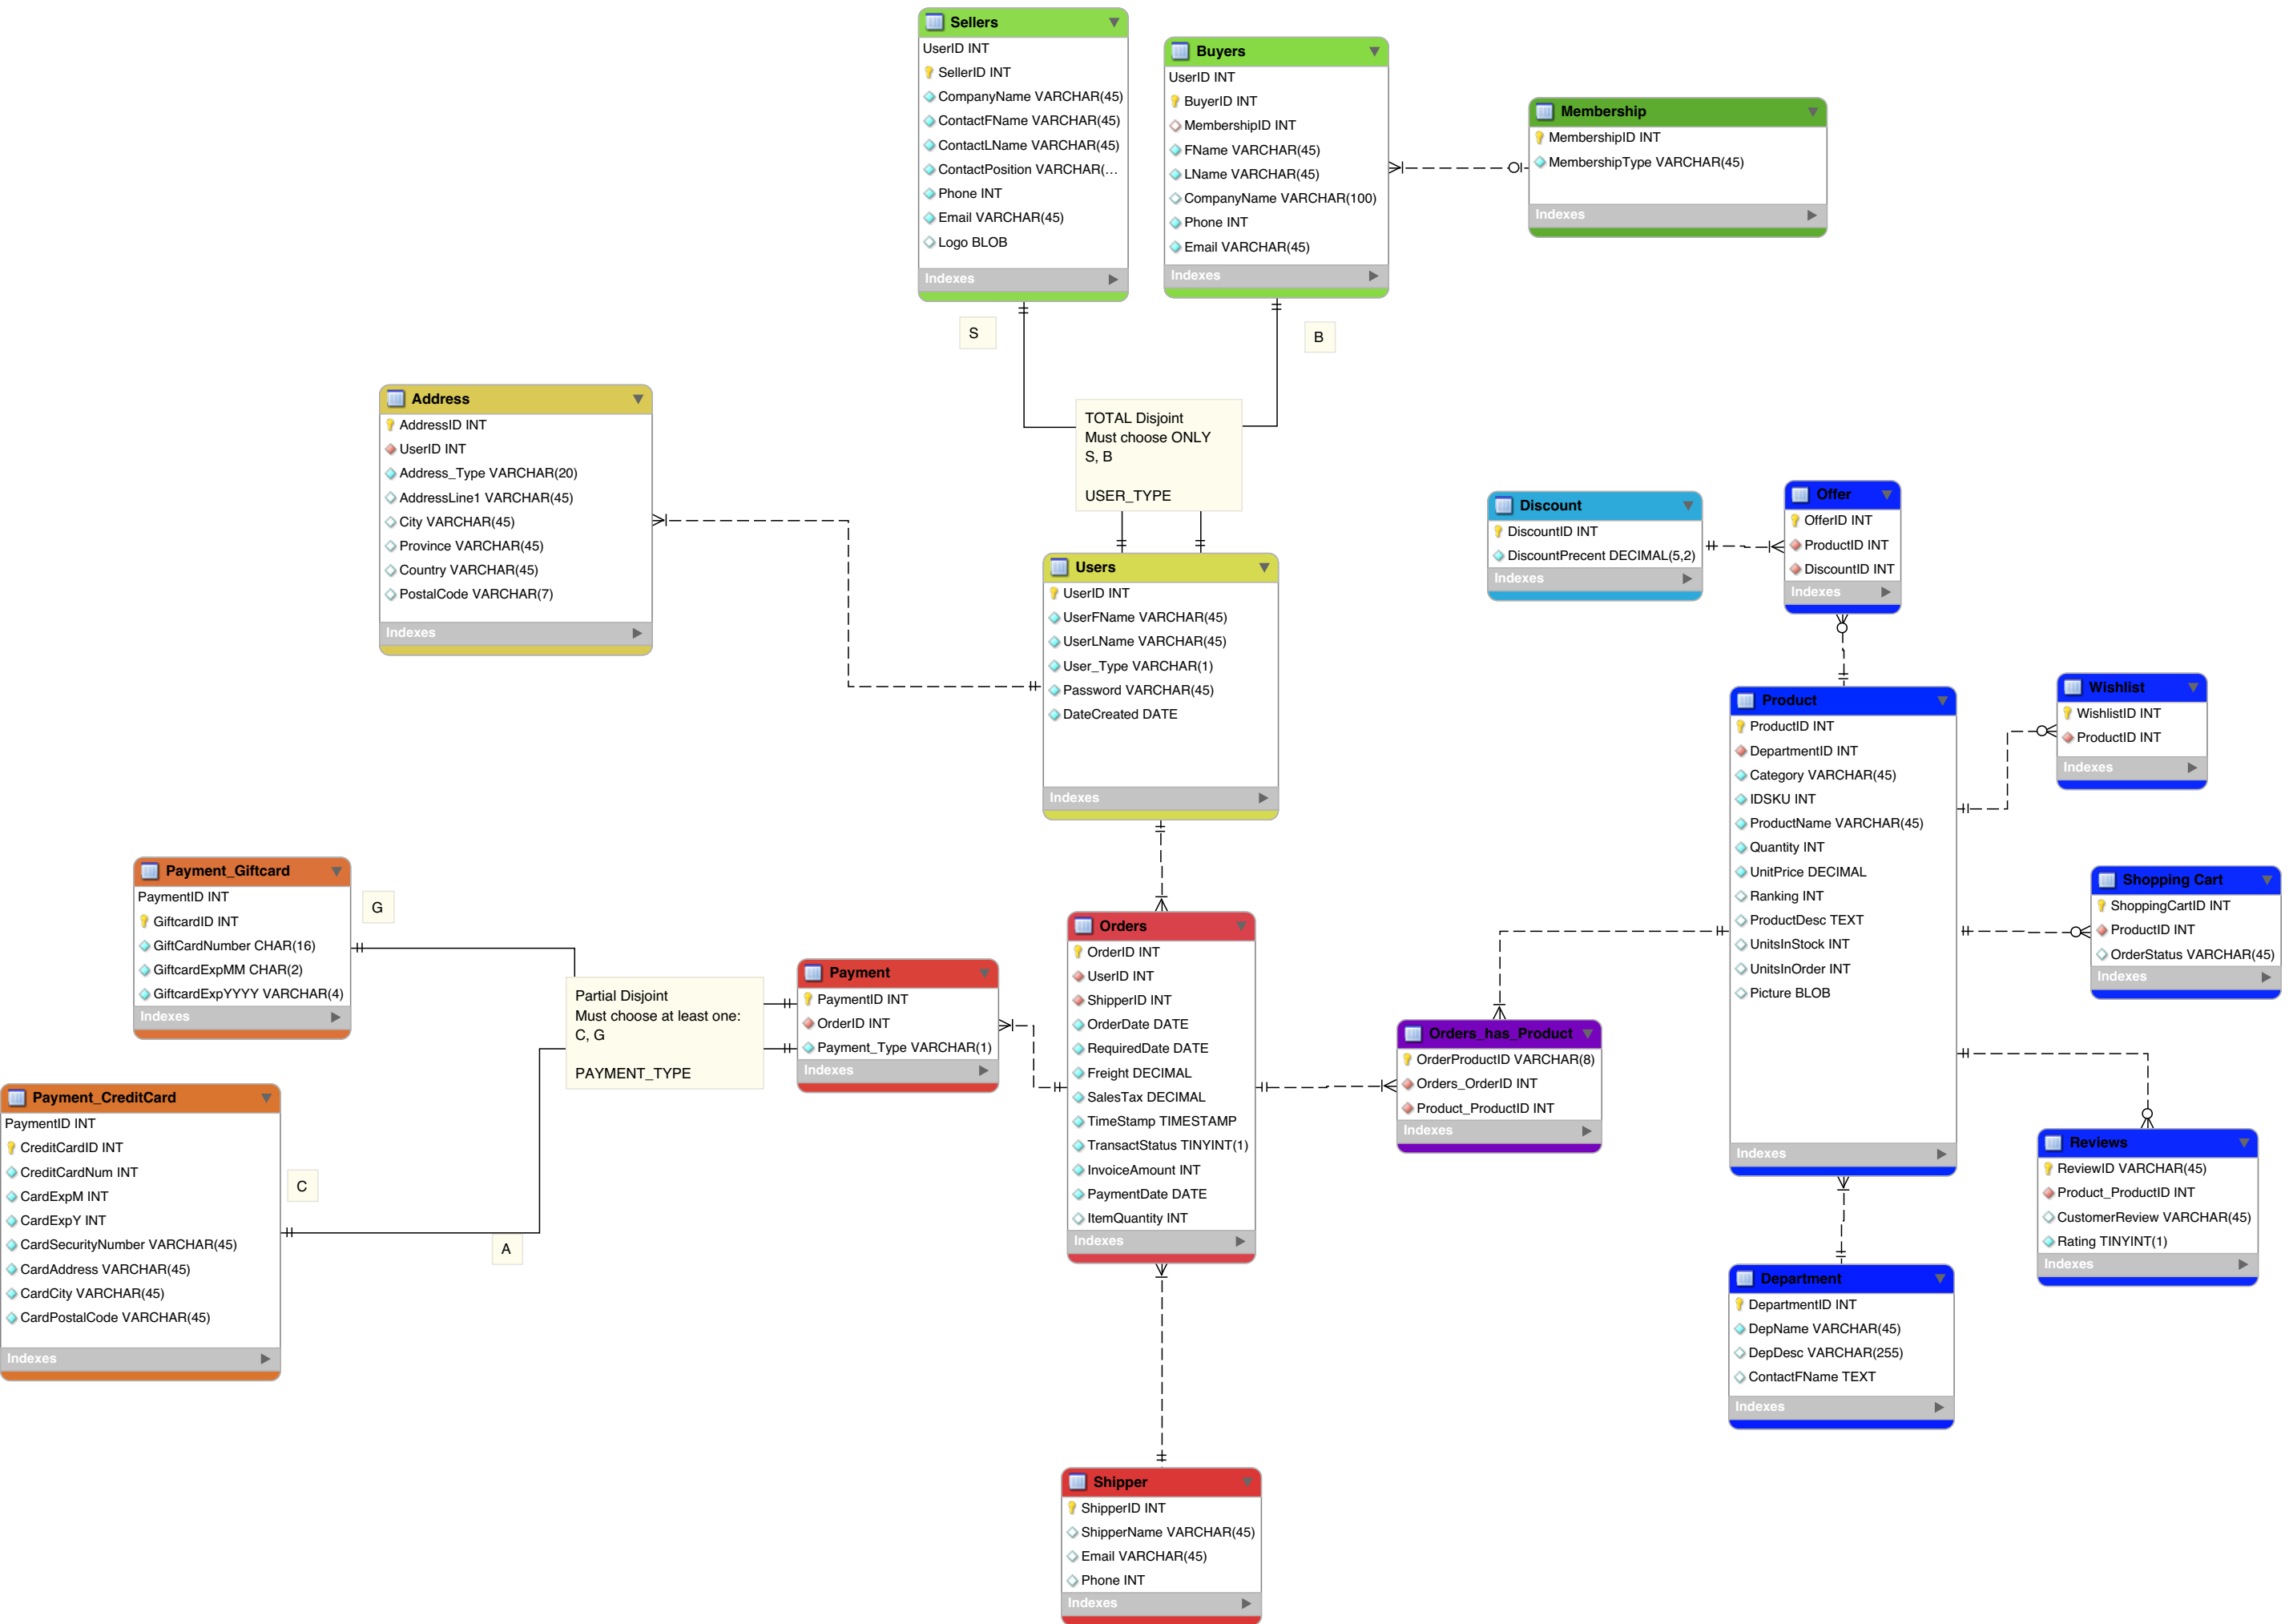 Sellers
UserID INT
SellerID INT
CompanyName VARCHAR(45)
ContactFName VARCHAR(45)
ContactLName VARCHAR(45)
ContactPosition VARCHAR(...
Phone INT
Email VARCHAR(45)
Logo BLOB
Indexes
Buyers
UserID INT
BuyerID INT
MembershipID INT
FName VARCHAR(45)
LName VARCHAR(45)
CompanyName VARCHAR(100)
Phone INT
Email VARCHAR(45)
Indexes
Membership
MembershipID INT
MembershipType VARCHAR(45)
Indexes
S
B
TOTAL Disjoint
Must choose ONLY
S, B
USER_TYPE
Address
AddressID INT
UserID INT
Address_Type VARCHAR(20)
AddressLine1 VARCHAR(45)
City VARCHAR(45)
Province VARCHAR(45)
Country VARCHAR(45)
PostalCode VARCHAR(7)
Indexes
Users
UserID INT
UserFName VARCHAR(45)
UserLName VARCHAR(45)
User_Type VARCHAR(1)
Password VARCHAR(45)
DateCreated DATE
Indexes
Discount
DiscountID INT
DiscountPrecent DECIMAL(5,2)
Indexes
Offer
OfferID INT
ProductID INT
DiscountID INT
Indexes
Product
ProductID INT
DepartmentID INT
Category VARCHAR(45)
IDSKU INT
ProductName VARCHAR(45)
Quantity INT
UnitPrice DECIMAL
Ranking INT
ProductDesc TEXT
UnitsInStock INT
UnitsInOrder INT
Picture BLOB
Indexes
Wishlist
WishlistID INT
ProductID INT
Indexes
Shopping Cart
ShoppingCartID INT
ProductID INT
OrderStatus VARCHAR(45)
Indexes
Payment_Giftcard
PaymentID INT
GiftcardID INT
GiftCardNumber CHAR(16)
GiftcardExpMM CHAR(2)
GiftcardExpYYYY VARCHAR(4)
Indexes
G
Partial Disjoint
Must choose at least one:
C, G
PAYMENT_TYPE
Payment
PaymentID INT
OrderID INT
Payment_Type VARCHAR(1)
Indexes
Orders
OrderID INT
UserID INT
ShipperID INT
OrderDate DATE
RequiredDate DATE
Freight DECIMAL
SalesTax DECIMAL
TimeStamp TIMESTAMP
TransactStatus TINYINT(1)
InvoiceAmount INT
PaymentDate DATE
ItemQuantity INT
Indexes
Orders_has_Product
OrderProductID VARCHAR(8)
Orders_OrderID INT
Product_ProductID INT
Indexes
Payment_CreditCard
PaymentID INT
CreditCardID INT
CreditCardNum INT
CardExpM INT
CardExpY INT
CardSecurityNumber VARCHAR(45)
CardAddress VARCHAR(45)
CardCity VARCHAR(45)
CardPostalCode VARCHAR(45)
Indexes
C
A
Reviews
ReviewID VARCHAR(45)
Product_ProductID INT
CustomerReview VARCHAR(45)
Rating TINYINT(1)
Indexes
Department
DepartmentID INT
DepName VARCHAR(45)
DepDesc VARCHAR(255)
ContactFName TEXT
Indexes
Shipper
ShipperID INT
ShipperName VARCHAR(45)
Email VARCHAR(45)
Phone INT
Indexes